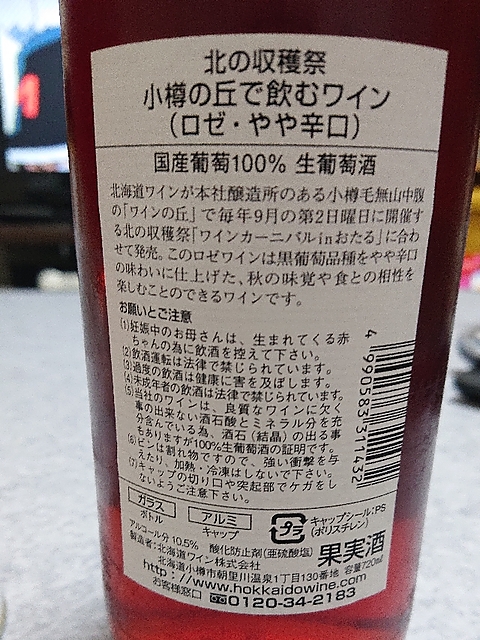 北の収穫祭
小樽の丘で飲むワイン
（ロゼ・やや辛口）
国産葡萄100% 生葡萄酒
北海道ワインが本社醸造所のある小樽毛無山中腹
の「ワインの丘」で毎年9月の第2日曜日に開催す
る北の収穫祭「ワインカーニバルinおたる」に合わ
せて発売。このロゼワインは黒葡萄品種をやや辛口
の味わいに仕上げた、秋の味覚や食との相性を
楽しむことのできるワインです。
お願いとご注意
(1)妊娠中のお母さんは、生まれてくる赤
ちゃんの為に飲酒を控えて下さい。
(2)飲酒運転は法律で禁じられています。
(3)過度の飲酒は健康に害を及ぼします。
(4)未成年者の飲酒は法律で禁じられています。
(5)当社のワインは、良質なワインに欠く
事の出来ない酒石酸とミネラル分を充
分含んでいる為、酒石（結晶）の出る事
もありますが100%生葡萄酒の証明です。
(6)ビンは割れ物ですので、強い衝撃を与
えたり、加熱・冷凍はしないで下さい。
(7)キャップの切り口や突起部でケガをし
ないようご注意下さい。
4 990583 311432
ガラス
ボトル
アルミ
キャップ
プラ
キャップシール:PS
(ポリスチレン)
アルコール分 10.5% 酸化防止剤(亜硫酸塩)
果実酒
製造者:北海道ワイン株式会社
北海道小樽市朝里川温泉1丁目130番地 容量720ml
http://www.hokkaidowine.com
お客様窓口 0120-34-2183